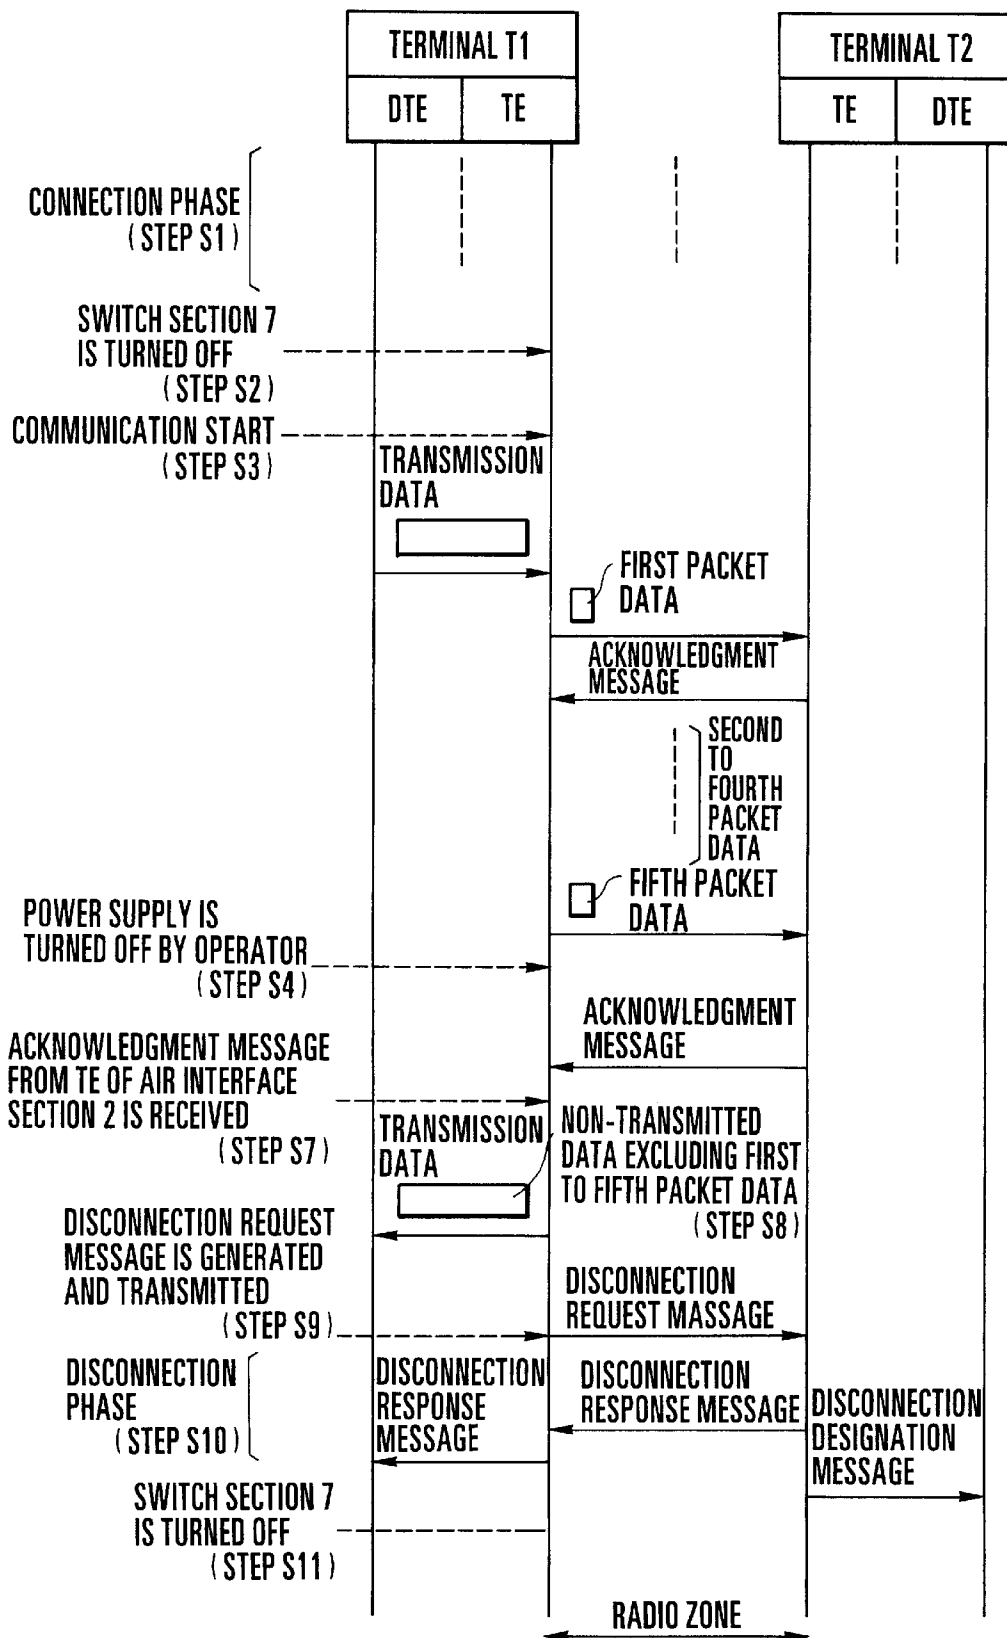 TERMINAL T1
TERMINAL T2
DTE
TE
TE
DTE
CONNECTION PHASE
(STEP S1)
SWITCH SECTION 7
IS TURNED OFF
(STEP S2)
COMMUNICATION START
(STEP S3)
TRANSMISSION
DATA
FIRST PACKET
DATA
ACKNOWLEDGMENT
MESSAGE
SECOND
TO
FOURTH
PACKET
DATA
FIFTH PACKET
DATA
POWER SUPPLY IS
TURNED OFF BY OPERATOR
(STEP S4)
ACKNOWLEDGMENT
MESSAGE
ACKNOWLEDGMENT MESSAGE
FROM TE OF AIR INTERFACE
SECTION 2 IS RECEIVED
(STEP S7)
TRANSMISSION
DATA
NON-TRANSMITTED
DATA EXCLUDING FIRST
TO FIFTH PACKET DATA
(STEP S8)
DISCONNECTION REQUEST
MESSAGE IS GENERATED
AND TRANSMITTED
(STEP S9)
DISCONNECTION
REQUEST MASSAGE
DISCONNECTION
PHASE
(STEP S10)
DISCONNECTION
RESPONSE
MESSAGE
DISCONNECTION
RESPONSE MESSAGE
DISCONNECTION
DESIGNATION
MESSAGE
SWITCH SECTION 7
IS TURNED OFF
(STEP S11)
RADIO ZONE